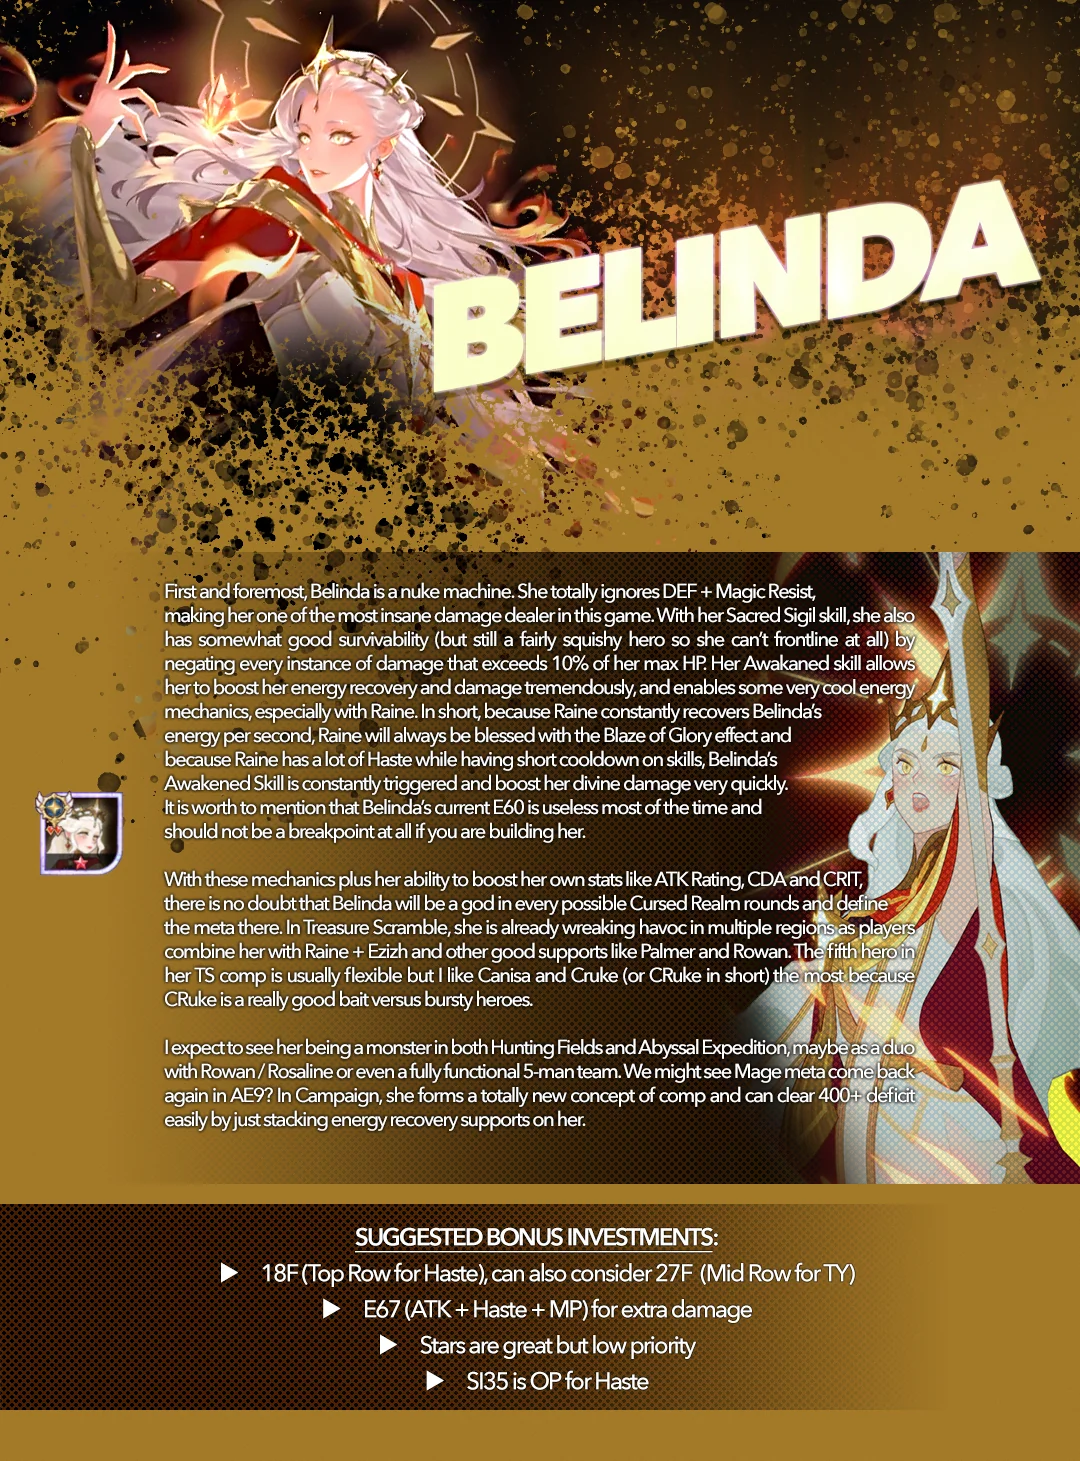 BELINDA
First and foremost, Belinda is a nuke machine. She totally ignores DEF + Magic Resist,
making her one of the most insane damage dealer in this game. With her Sacred Sigil skill, she also
has somewhat good survivability (but still a fairly squishy hero so she can't frontline at all) by
negating every instance of damage that exceeds 10% of her max HP. Her Awakaned skill allows
her to boost her energy recovery and damage tremendously, and enables some very cool energy
mechanics, especially with Raine. In short, because Raine constantly recovers Belinda's
energy per second, Raine will always be blessed with the Blaze of Glory effect and
because Raine has a lot of Haste while having short cooldown on skills, Belinda's
Awakened Skill is constantly triggered and boost her divine damage very quickly.
It is worth to mention that Belinda's current E60 is useless most of the time and
should not be a breakpoint at all if you are building her.
With these mechanics plus her ability to boost her own stats like ATK Rating, CDA and CRIT,
there is no doubt that Belinda will be a god in every possible Cursed Realm rounds and define
the meta there. In Treasure Scramble, she is already wreaking havoc in multiple regions as players
combine her with Raine + Ezizh and other good supports like Palmer and Rowan. The fifth hero in
her TS comp is usually flexible but I like Canisa and Cruke (or CRuke in short) the most because
CRuke is a really good bait versus bursty heroes.
I expect to see her being a monster in both Hunting Fields and Abyssal Expedition, maybe as a duo
with Rowan / Rosaline or even a fully functional 5-man team. We might see Mage meta come back
again in AE9? In Campaign, she forms a totally new concept of comp and can clear 400+ deficit
easily by just stacking energy recovery supports on her.
SUGGESTED BONUS INVESTMENTS:
▶ 18F (Top Row for Haste), can also consider 27F (Mid Row for TY)
▶ E67 (ATK + Haste + MP) for extra damage
▶ Stars are great but low priority
▶ SI35 is OP for Haste